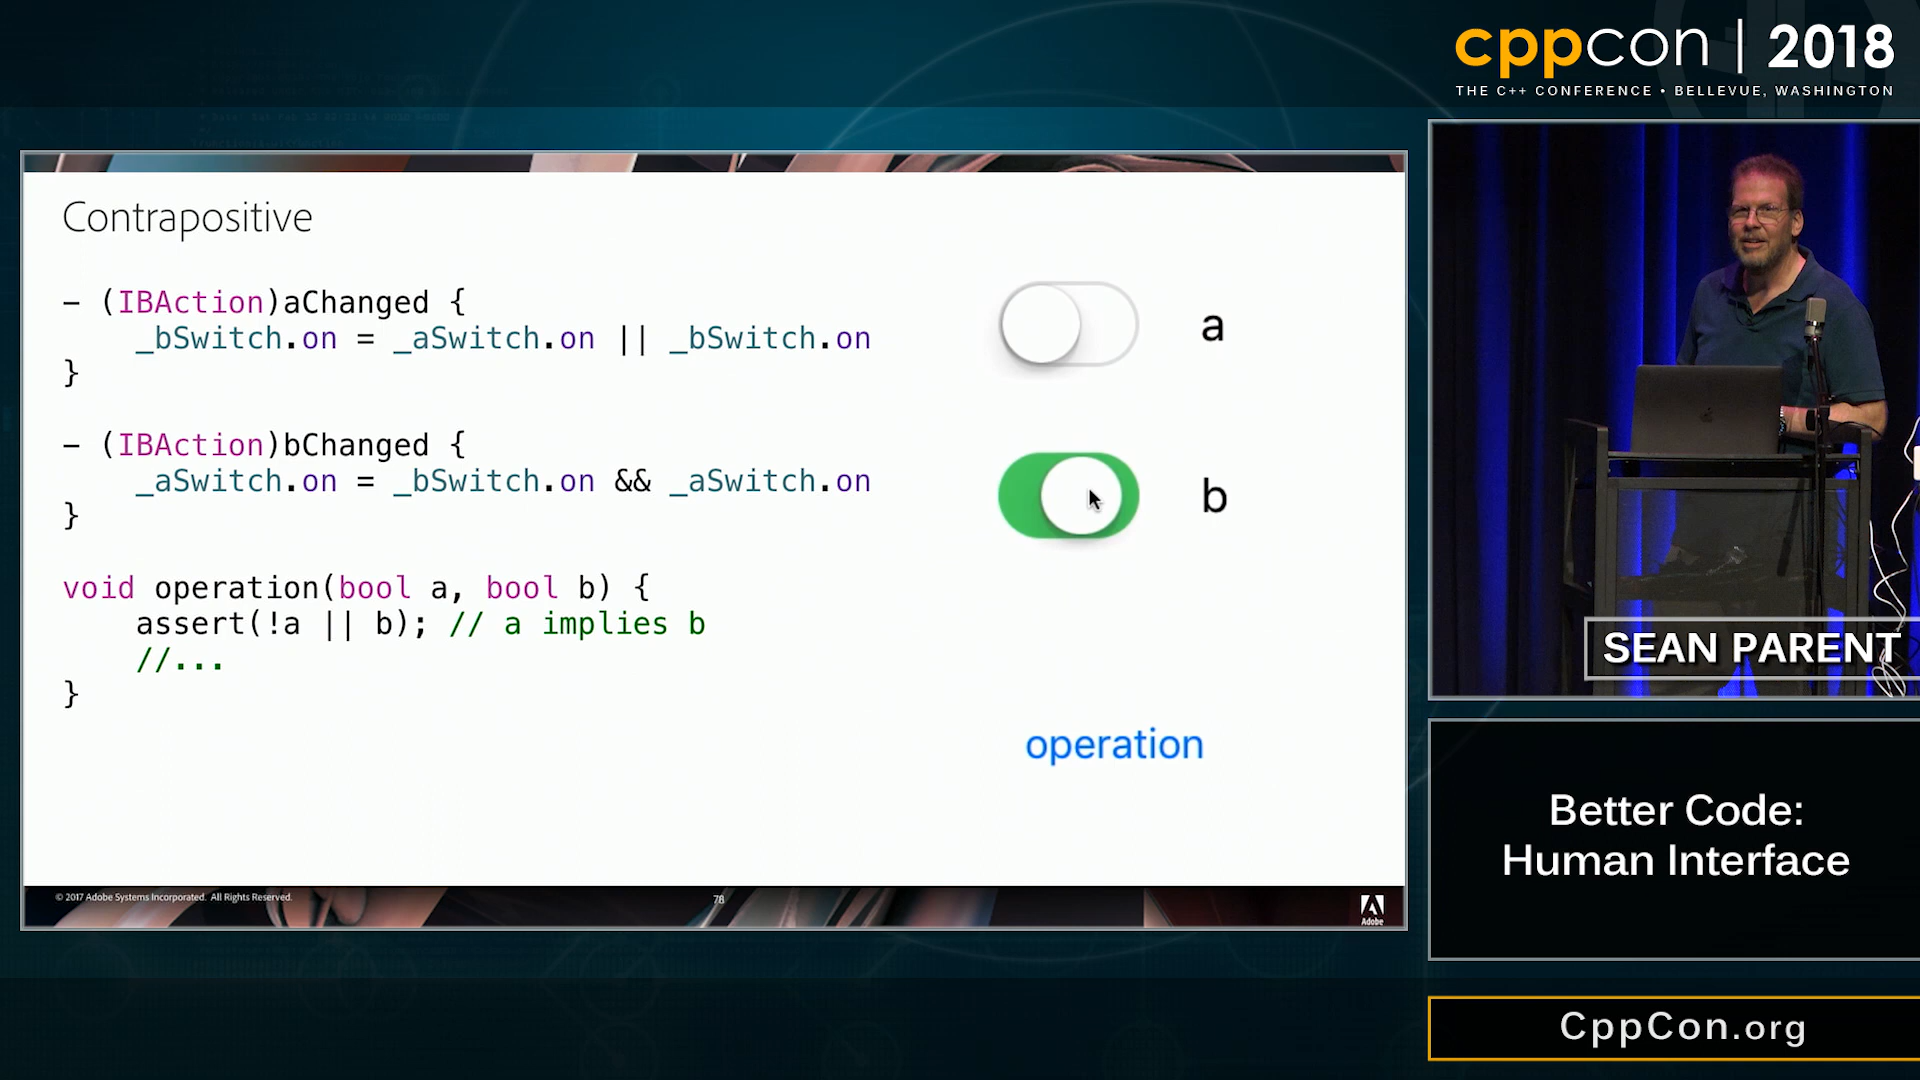 cppcon | 2018
THE C++ CONFERENCE • BELLEVUE, WASHINGTON
Contrapositive
- (IBAction)aChanged {
    _bSwitch.on = _aSwitch.on || _bSwitch.on
}
- (IBAction)bChanged {
    _aSwitch.on = _bSwitch.on && _aSwitch.on
}
void operation(bool a, bool b) {
    assert(!a || b); // a implies b
    //...
}
a
b
operation
© 2017 Adobe Systems Incorporated. All Rights Reserved.
78
Adobe
SEAN PARENT
Better Code:
Human Interface
CppCon.org